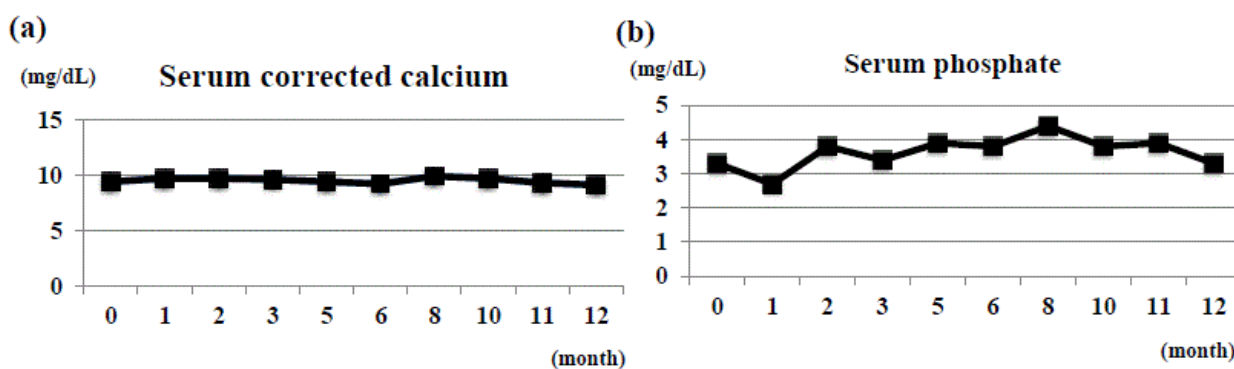 (a)
(mg/dL)
Serum corrected calcium
15
10
5
0
0 1 2 3 5 6 8 10 11 12
(month)
(b)
(mg/dL)
Serum phosphate
5
4
3
2
1
0
0 1 2 3 5 6 8 10 11 12
(month)